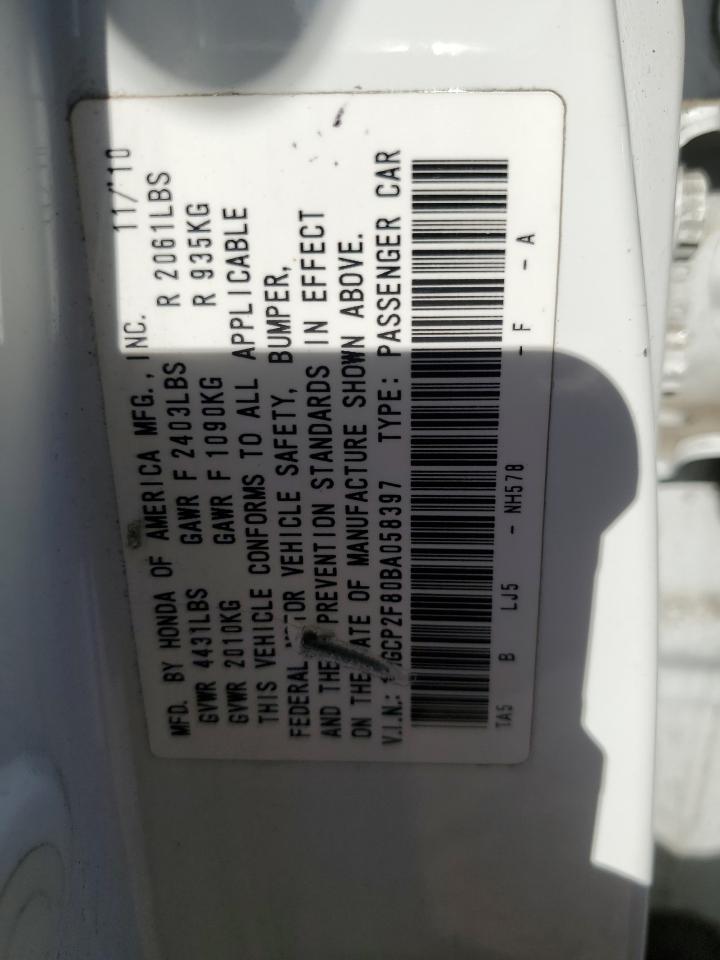 MFD. BY HONDA OF AMERICA MFG., INC. 11/10
GVWR 4431LBS GAWR F 2403LBS R 2061LBS
GVWR 2010KG GAWR F 1090KG R 935KG
THIS VEHICLE CONFORMS TO ALL APPLICABLE
FEDERAL VEHICLE SAFETY, BUMPER,
AND PREVENTION STANDARDS IN EFFECT
ON THE DATE OF MANUFACTURE SHOWN ABOVE.
V.I.N.: GCP2F80BA058397 TYPE: PASSENGER CAR
TA5 B LJ5 - NH578 - F - A